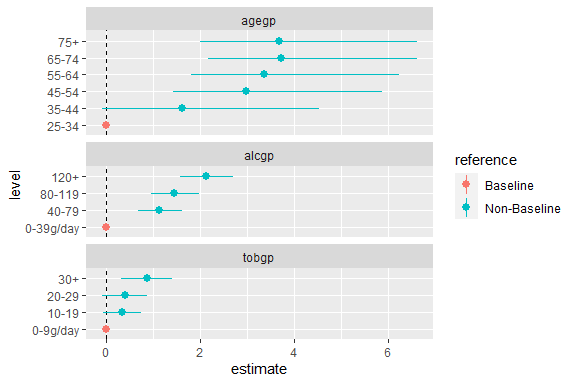 agegp
75+
65-74
55-64
45-54
35-44
25-34
alcgp
120+
80-119
40-79
0-39g/day
tobgp
30+
20-29
10-19
0-9g/day
0 2 4 6
estimate
level
reference
Baseline
Non-Baseline